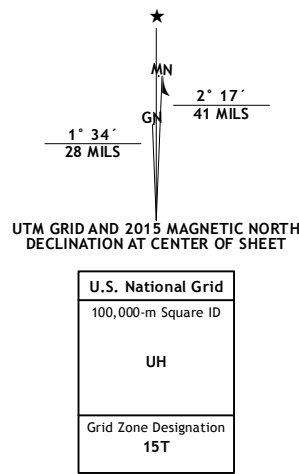 ★
MN
GN
2° 17´
41 MILS
1° 34´
28 MILS
UTM GRID AND 2015 MAGNETIC NORTH
DECLINATION AT CENTER OF SHEET
U.S. National Grid
100,000-m Square ID
UH
Grid Zone Designation
15T